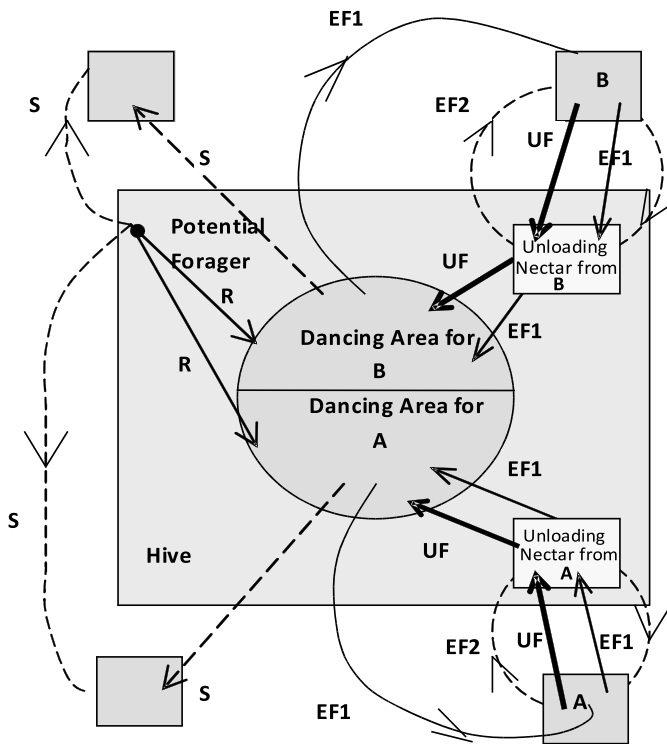 EF1
B
S
EF2
UF
EF1
S
Potential
Forager
Unloading
Nectar from
B
UF
R
EF1
Dancing Area for
B
R
Dancing Area for
A
EF1
S
Unloading
Nectar from
A
UF
Hive
EF2
UF
EF1
S
A
EF1